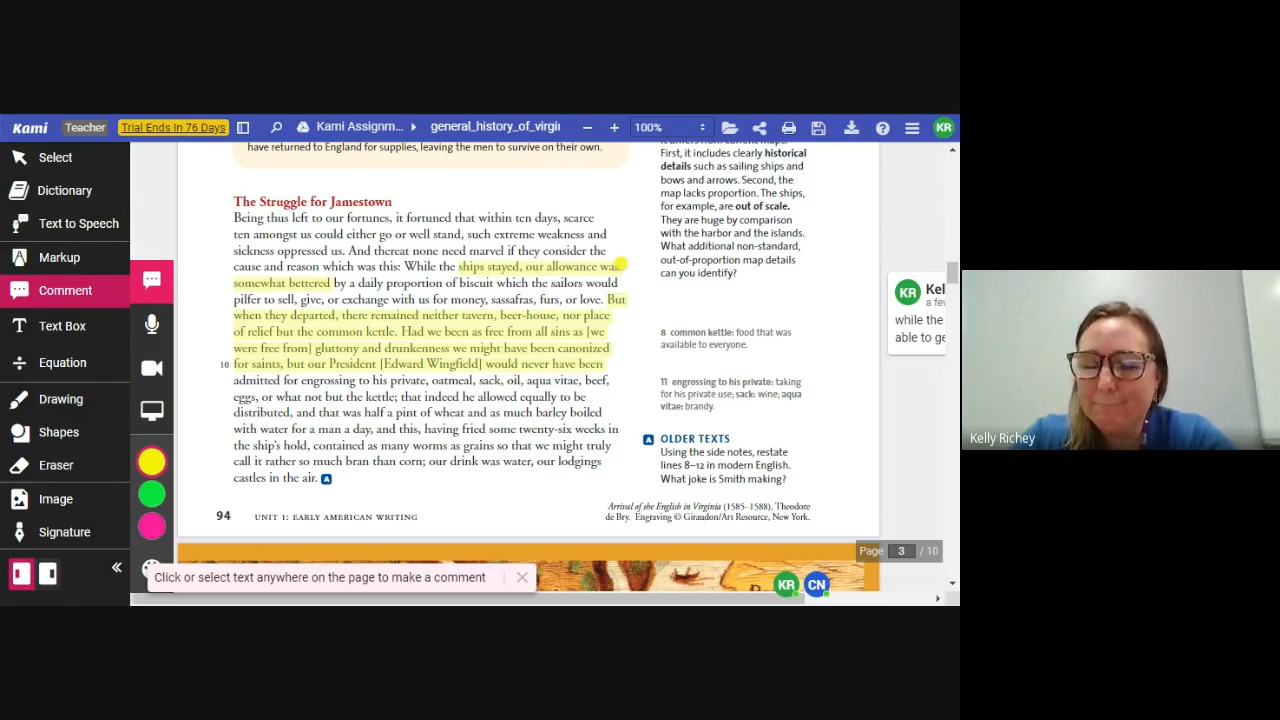 Kami
Teacher
Trial Ends In 76 Days
Kami Assignm...
general_history_of_virgi
100%
KR
Select
Dictionary
Text to Speech
Markup
Comment
Text Box
Equation
Drawing
Shapes
Eraser
Image
Signature
have returned to England for supplies, leaving the men to survive on their own.
The Struggle for Jamestown
Being thus left to our fortunes, it fortuned that within ten days, scarce
ten amongst us could either go or well stand, such extreme weakness and
sickness oppressed us. And thereat none need marvel if they consider the
cause and reason which was this: While the ships stayed, our allowance was
somewhat bettered by a daily proportion of biscuit which the sailors would
pilfer to sell, give, or exchange with us for money, sassafras, furs, or love. But
when they departed, there remained neither tavern, beer-house, nor place
of relief but the common kettle. Had we been as free from all sins as [we
were free from] gluttony and drunkenness we might have been canonized
10 for saints, but our President [Edward Wingfield] would never have been
admitted for engrossing to his private, oatmeal, sack, oil, aqua vitae, beef,
eggs, or what not but the kettle; that indeed he allowed equally to be
distributed, and that was half a pint of wheat and as much barley boiled
with water for a man a day, and this, having fried some twenty-six weeks in
the ship's hold, contained as many worms as grains so that we might truly
call it rather so much bran than corn; our drink was water, our lodgings
castles in the air. A
94 UNIT 1: EARLY AMERICAN WRITING
First, it includes clearly historical
details such as sailing ships and
bows and arrows. Second, the
map lacks proportion. The ships,
for example, are out of scale.
They are huge by comparison
with the harbor and the islands.
What additional non-standard,
out-of-proportion map details
can you identify?
8 common kettle: food that was
available to everyone.
11 engrossing to his private: taking
for his private use; sack: wine; aqua
vitae: brandy.
A OLDER TEXTS
Using the side notes, restate
lines 8–12 in modern English.
What joke is Smith making?
Arrival of the English in Virginia (1585–1588), Theodore
de Bry. Engraving © Giraudon/Art Resource, New York.
KR Kel
a few
while the
able to ge
Page 3 / 10
Click or select text anywhere on the page to make a comment
KR CN
Kelly Richey